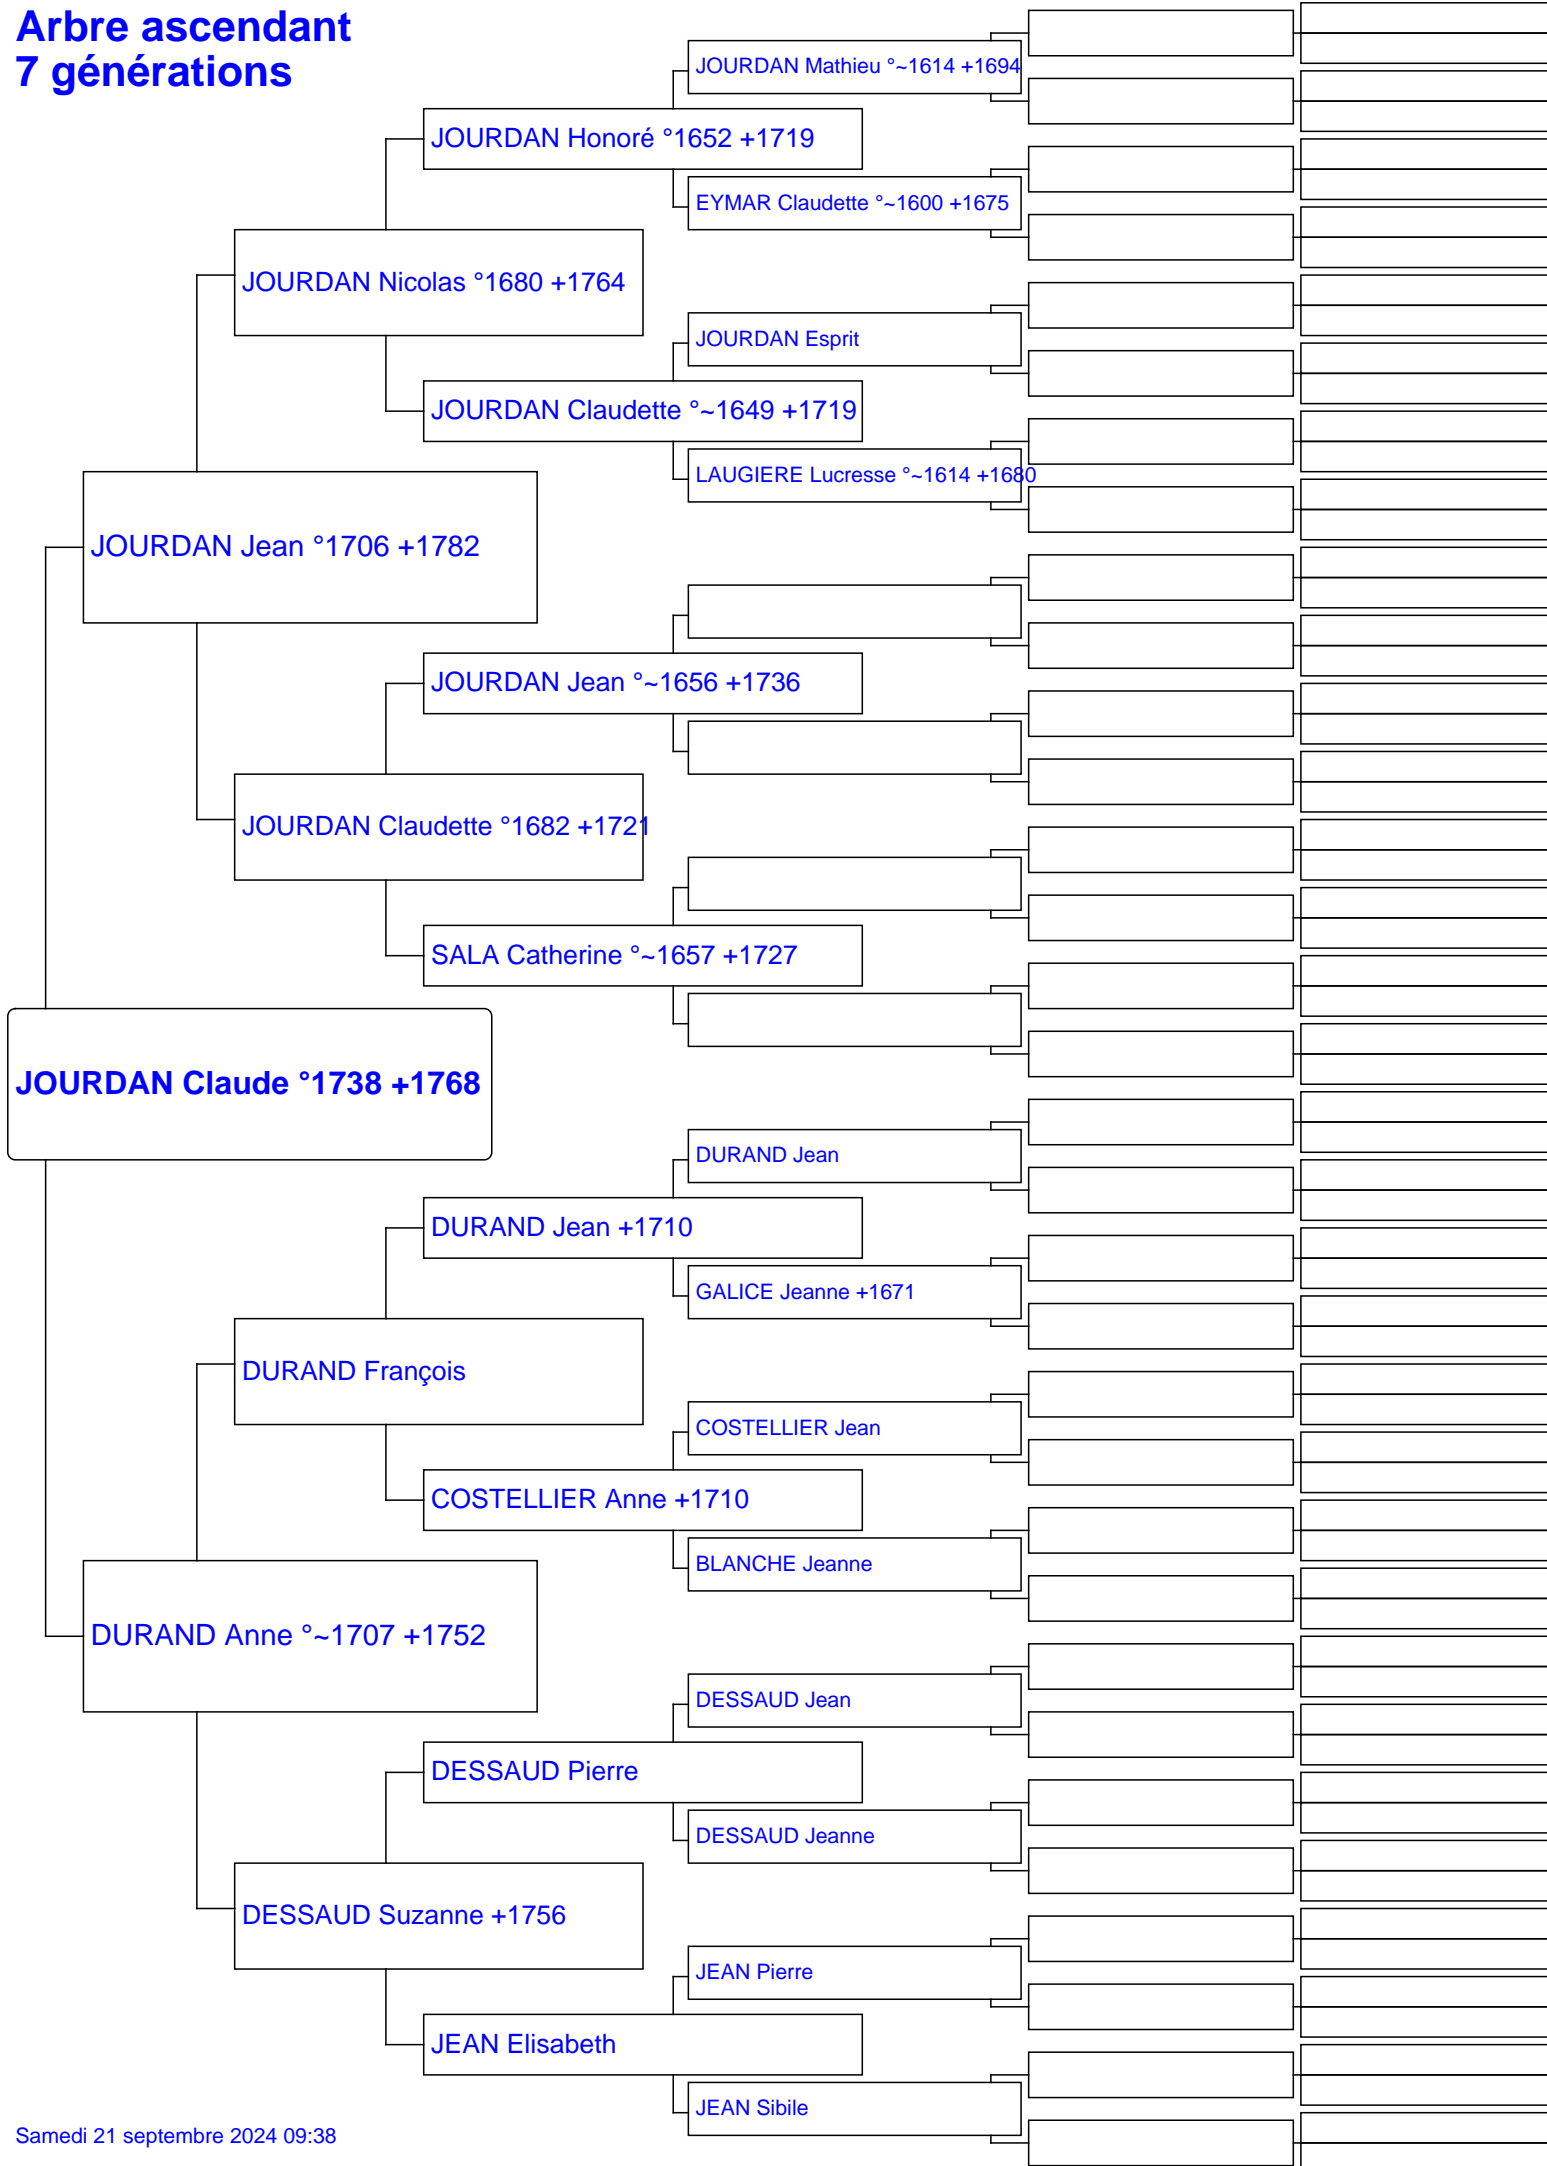 Arbre ascendant
7 générations
JOURDAN Mathieu °~1614 +1694
JOURDAN Honoré °1652 +1719
EYMAR Claudette °~1600 +1675
JOURDAN Nicolas °1680 +1764
JOURDAN Esprit
JOURDAN Claudette °~1649 +1719
LAUGIERE Lucresse °~1614 +1680
JOURDAN Jean °1706 +1782
JOURDAN Jean °~1656 +1736
JOURDAN Claudette °1682 +1721
SALA Catherine °~1657 +1727
JOURDAN Claude °1738 +1768
DURAND Jean
DURAND Jean +1710
GALICE Jeanne +1671
DURAND François
COSTELLIER Jean
COSTELLIER Anne +1710
BLANCHE Jeanne
DURAND Anne °~1707 +1752
DESSAUD Jean
DESSAUD Pierre
DESSAUD Jeanne
DESSAUD Suzanne +1756
JEAN Pierre
JEAN Elisabeth
JEAN Sibile
Samedi 21 septembre 2024 09:38